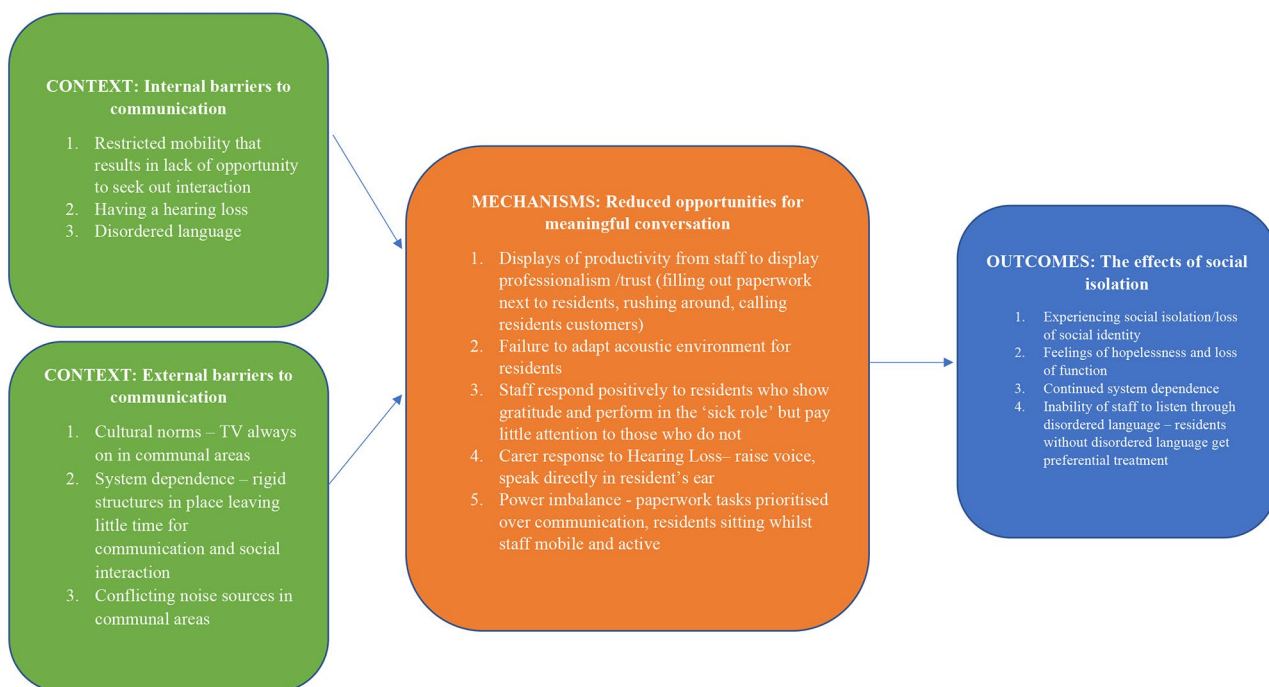 CONTEXT: Internal barriers to
communication
1. Restricted mobility that
results in lack of opportunity
to seek out interaction
2. Having a hearing loss
3. Disordered language
CONTEXT: External barriers to
communication
1. Cultural norms – TV always
on in communal areas
2. System dependence – rigid
structures in place leaving
little time for
communication and social
interaction
3. Conflicting noise sources in
communal areas
MECHANISMS: Reduced opportunities for
meaningful conversation
1. Displays of productivity from staff to display
professionalism /trust (filling out paperwork
next to residents, rushing around, calling
residents customers)
2. Failure to adapt acoustic environment for
residents
3. Staff respond positively to residents who show
gratitude and perform in the ‘sick role’ but pay
little attention to those who do not
4. Carer response to Hearing Loss– raise voice,
speak directly in resident’s ear
5. Power imbalance - paperwork tasks prioritised
over communication, residents sitting whilst
staff mobile and active
OUTCOMES: The effects of social
isolation
1. Experiencing social isolation/loss
of social identity
2. Feelings of hopelessness and loss
of function
3. Continued system dependence
4. Inability of staff to listen through
disordered language – residents
without disordered language get
preferential treatment